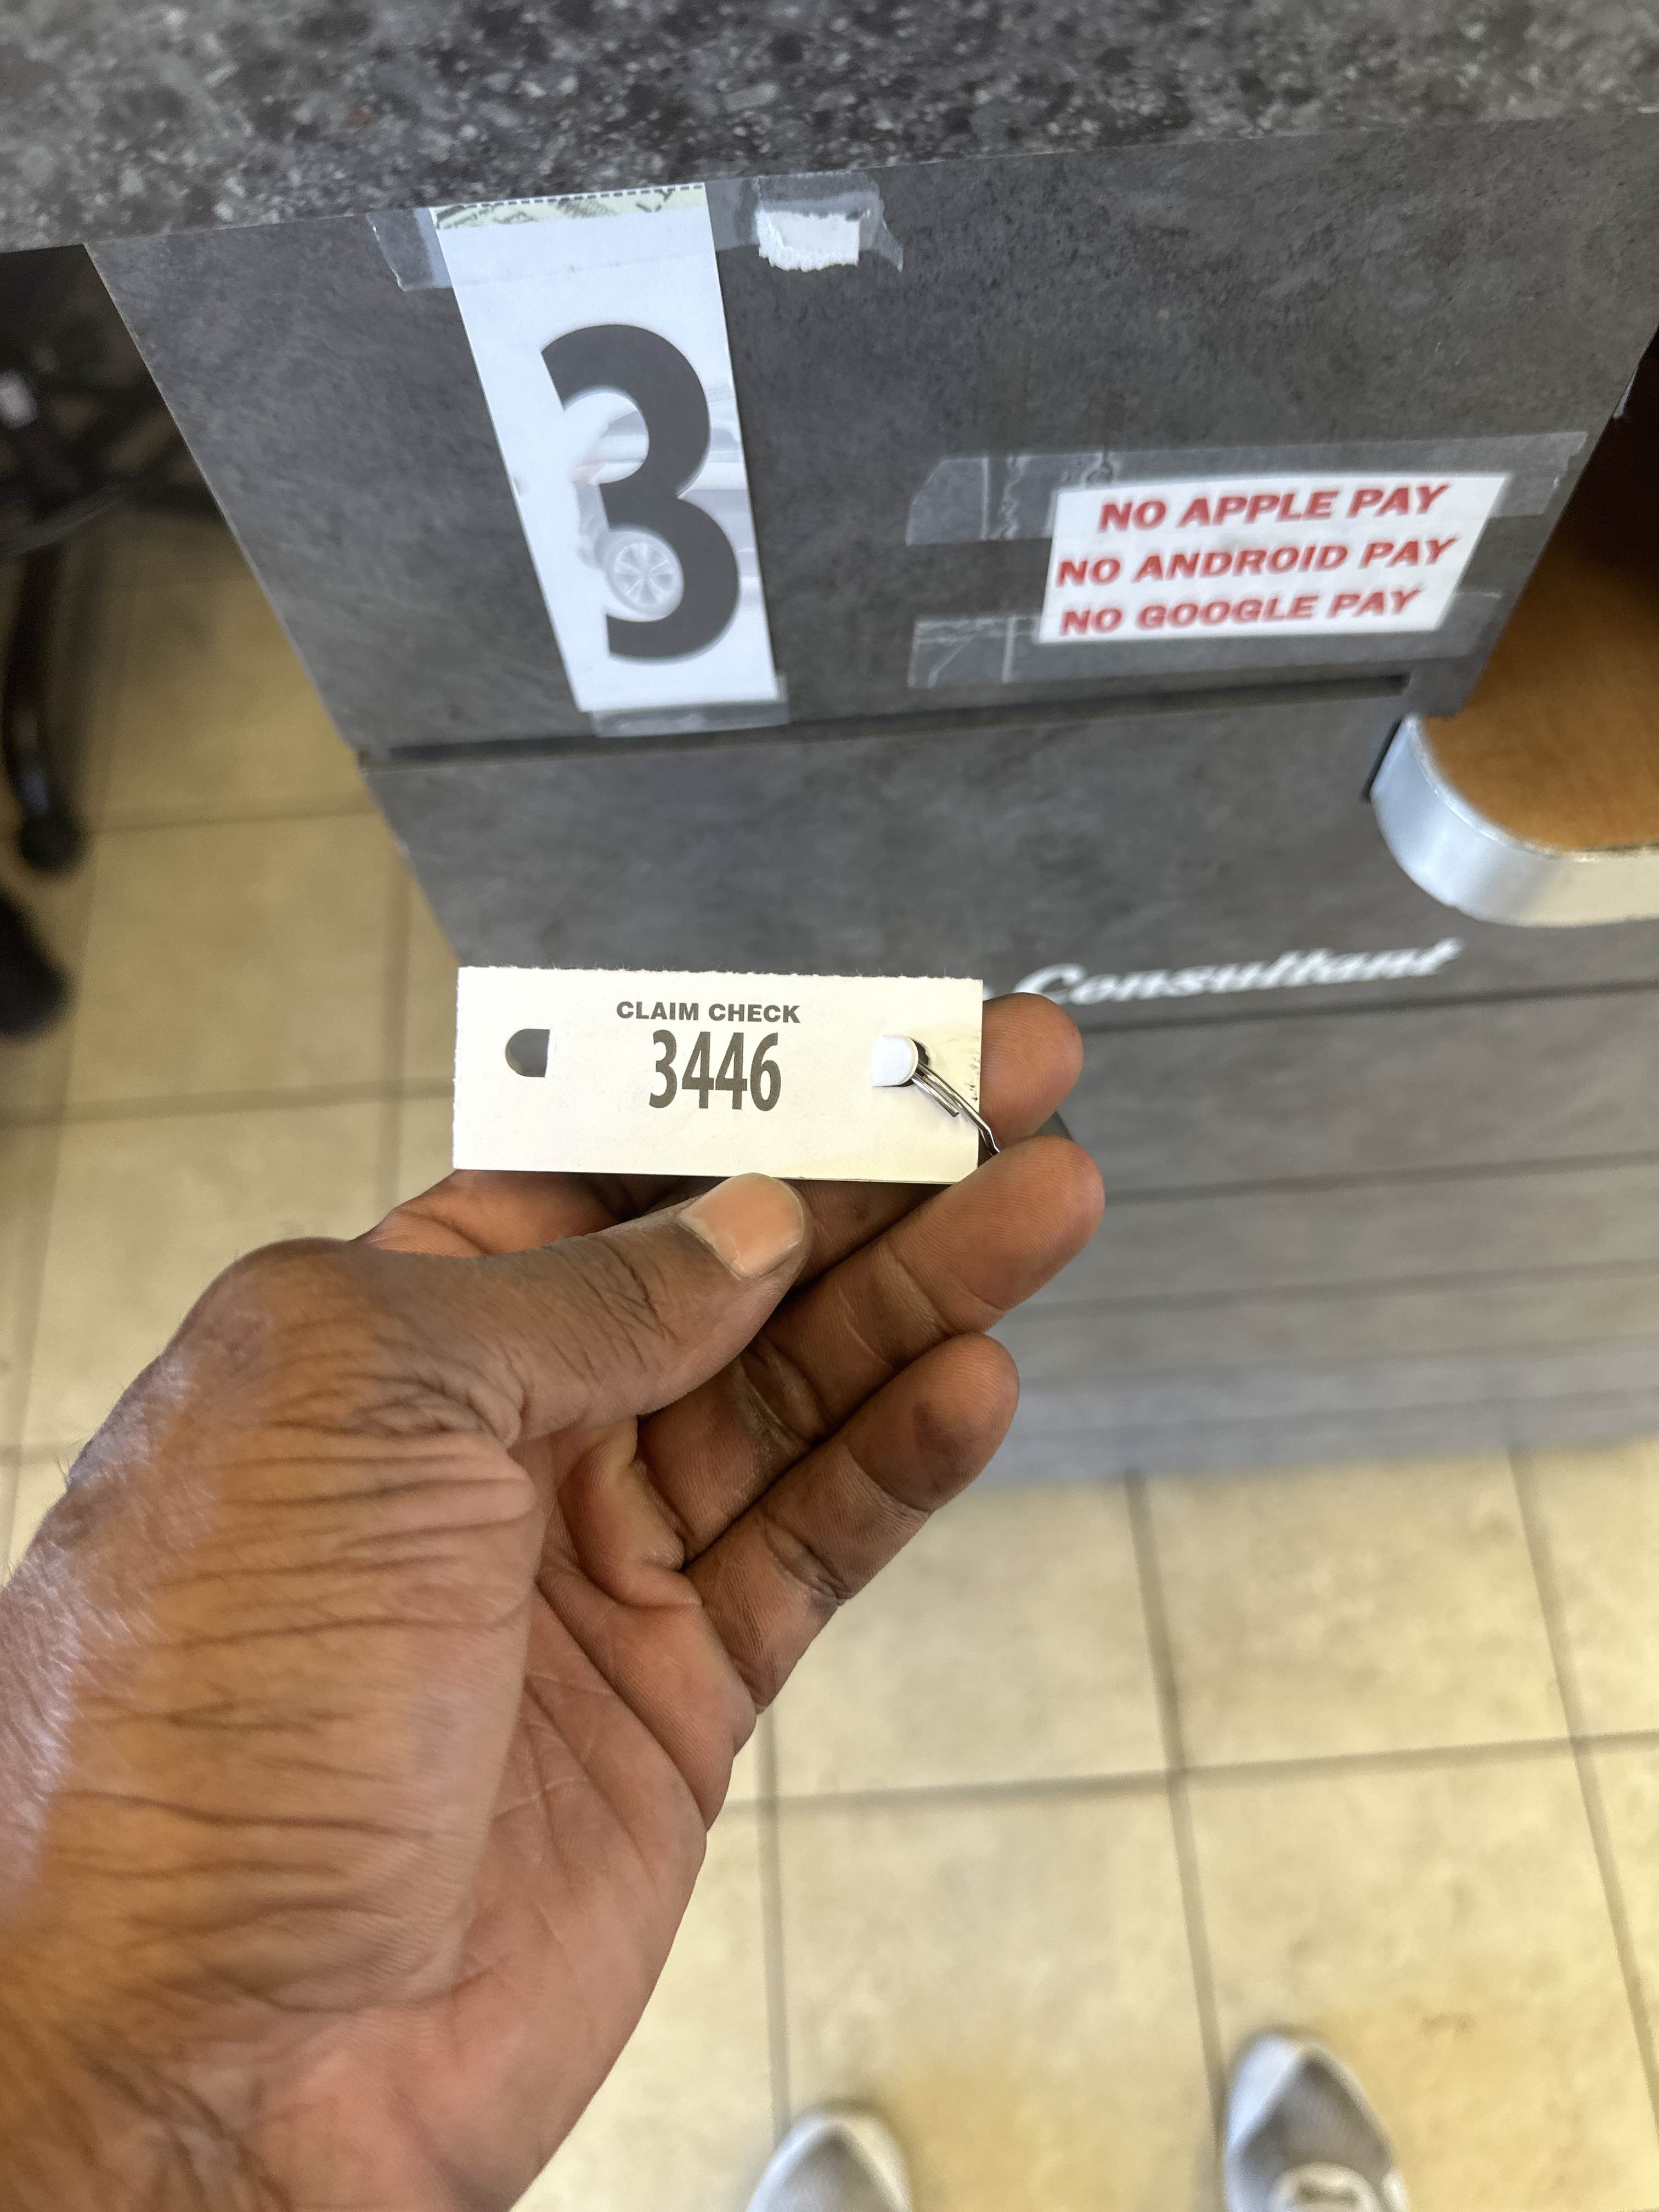 3
NO APPLE PAY
NO ANDROID PAY
NO GOOGLE PAY
Consultant
CLAIM CHECK
3446